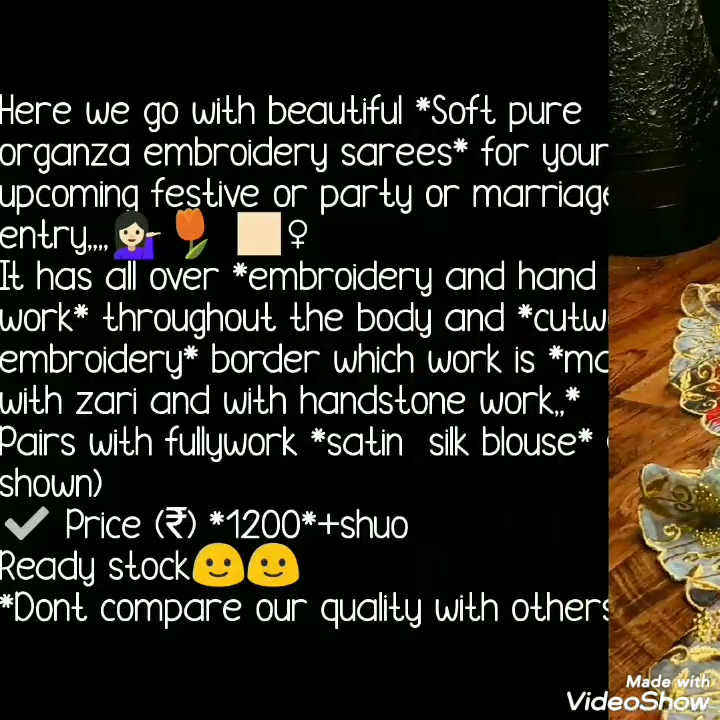 Here we go with beautiful *Soft pure
organza embroidery sarees* for your
upcoming festive or party or marriage
entry,,,,💁🏻🌷 🏻♀
It has all over *embroidery and hand
work* throughout the body and *cutw
embroidery* border which work is *ma
with zari and with handstone work,,*
Pairs with fullywork *satin  silk blouse*
shown)
✔ Price (₹) *1200*+shuo
Ready stock🙂🙂
*Dont compare our quality with others
Made with
VideoShow